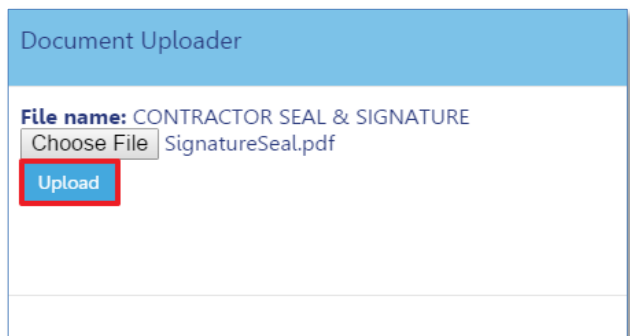 Document Uploader
File name: CONTRACTOR SEAL & SIGNATURE
Choose File SignatureSeal.pdf
Upload